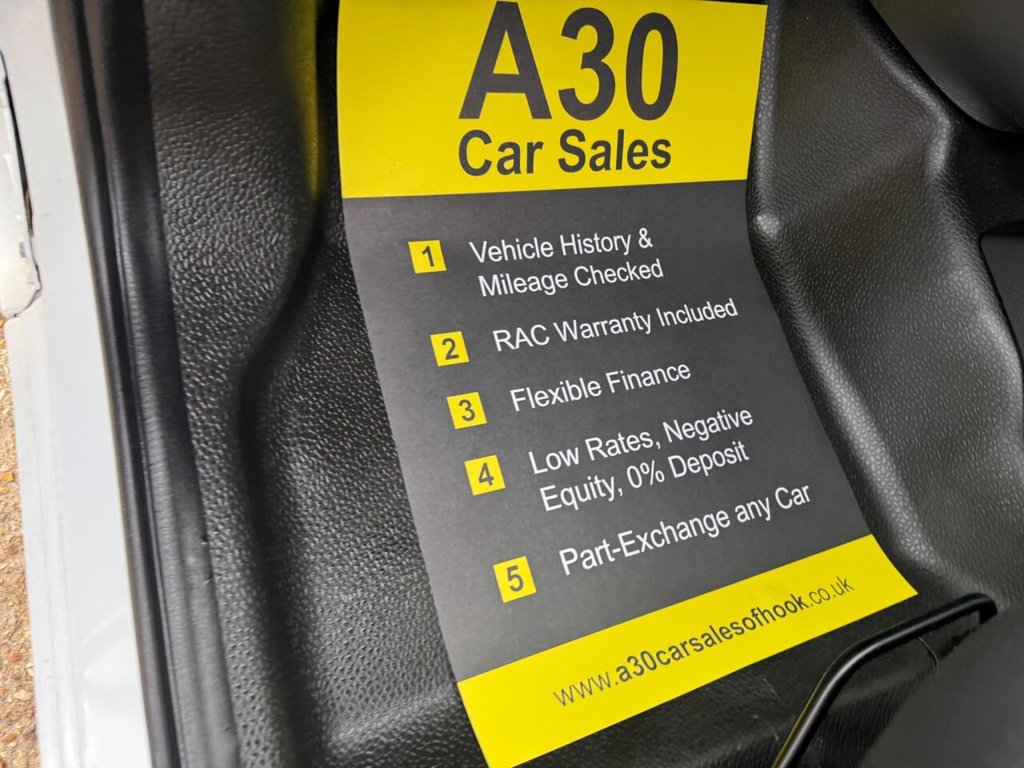 A30
Car Sales
1 Vehicle History &
Mileage Checked
2 RAC Warranty Included
3 Flexible Finance
4 Low Rates, Negative
Equity, 0% Deposit
5 Part-Exchange any Car
www.a30carsalesofhook.co.uk